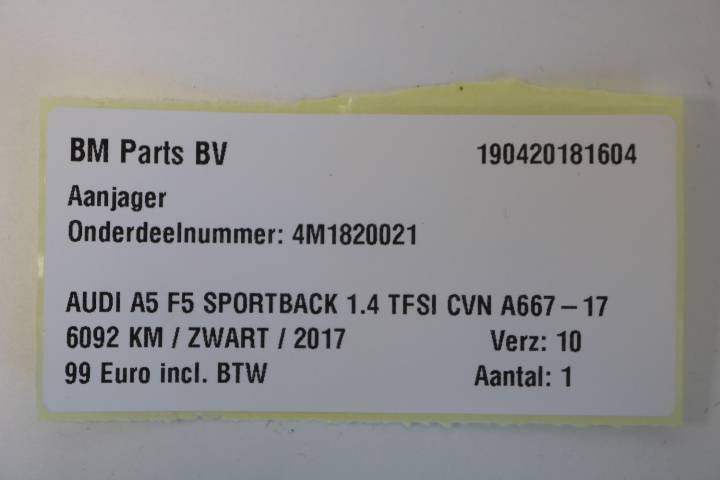 BM Parts BV 190420181604
Aanjager
Onderdeelnummer: 4M1820021
AUDI A5 F5 SPORTBACK 1.4 TFSI CVN A667 – 17
6092 KM / ZWART / 2017 Verz: 10
99 Euro incl. BTW Aantal: 1